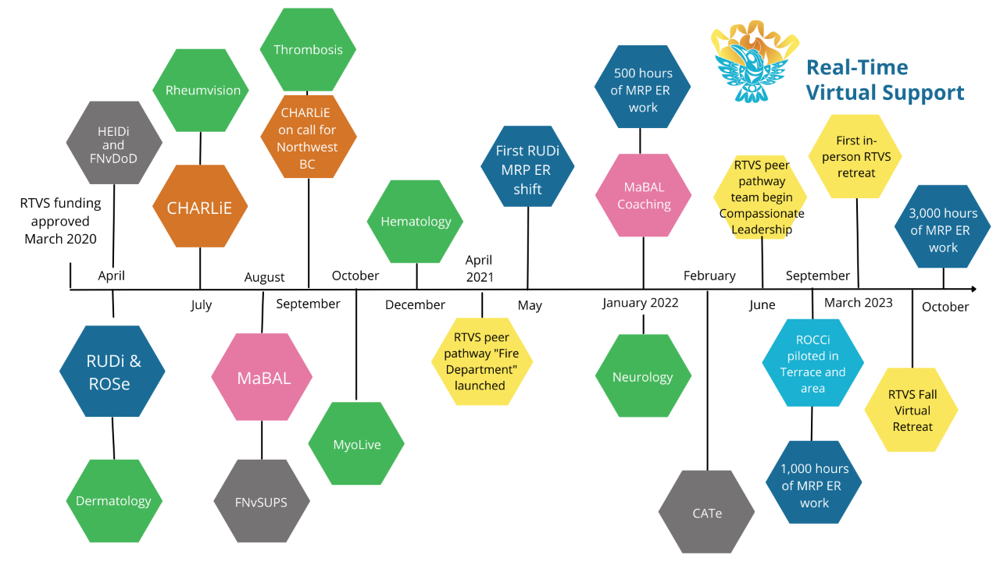 Real-Time
Virtual Support
RTVS funding
approved
March 2020
HEIDi
and
FNvDoD
April
RUDi &
ROSe
Dermatology
Rheumvision
CHARLiE
July
August
MaBAL
FNvSUPS
Thrombosis
CHARLiE
on call for
Northwest
BC
September
October
MyoLive
Hematology
December
April
2021
RTVS peer
pathway "Fire
Department"
launched
First RUDi
MRP ER
shift
May
500 hours
of MRP ER
work
MaBAL
Coaching
January 2022
Neurology
February
CATe
RTVS peer
pathway
team begin
Compassionate
Leadership
June
September
ROCCi
piloted in
Terrace and
area
1,000 hours
of MRP ER
work
First in-
person RTVS
retreat
March 2023
RTVS Fall
Virtual
Retreat
3,000 hours
of MRP ER
work
October